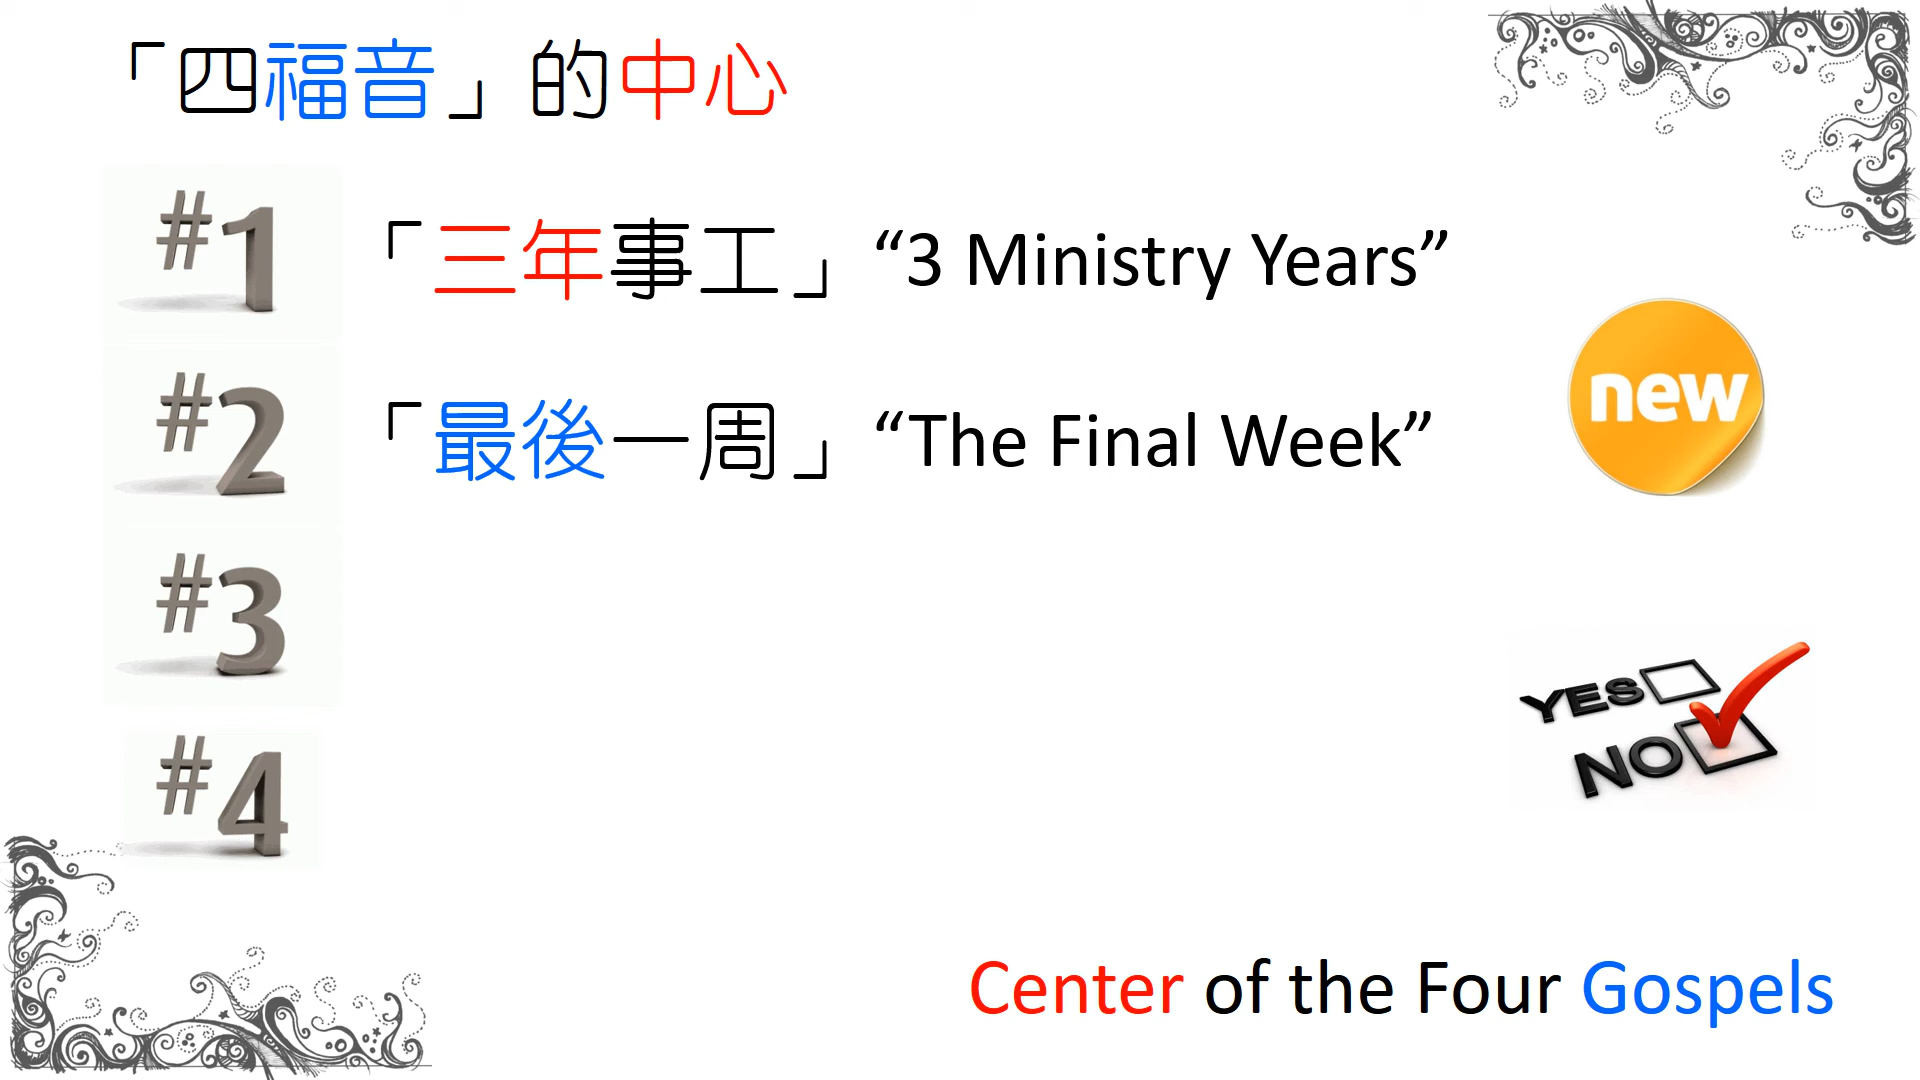 「四福音」的中心
#1
「三年事工」“3 Ministry Years”
#2
「最後一周」“The Final Week”
new
#3
YES
NO
#4
Center of the Four Gospels